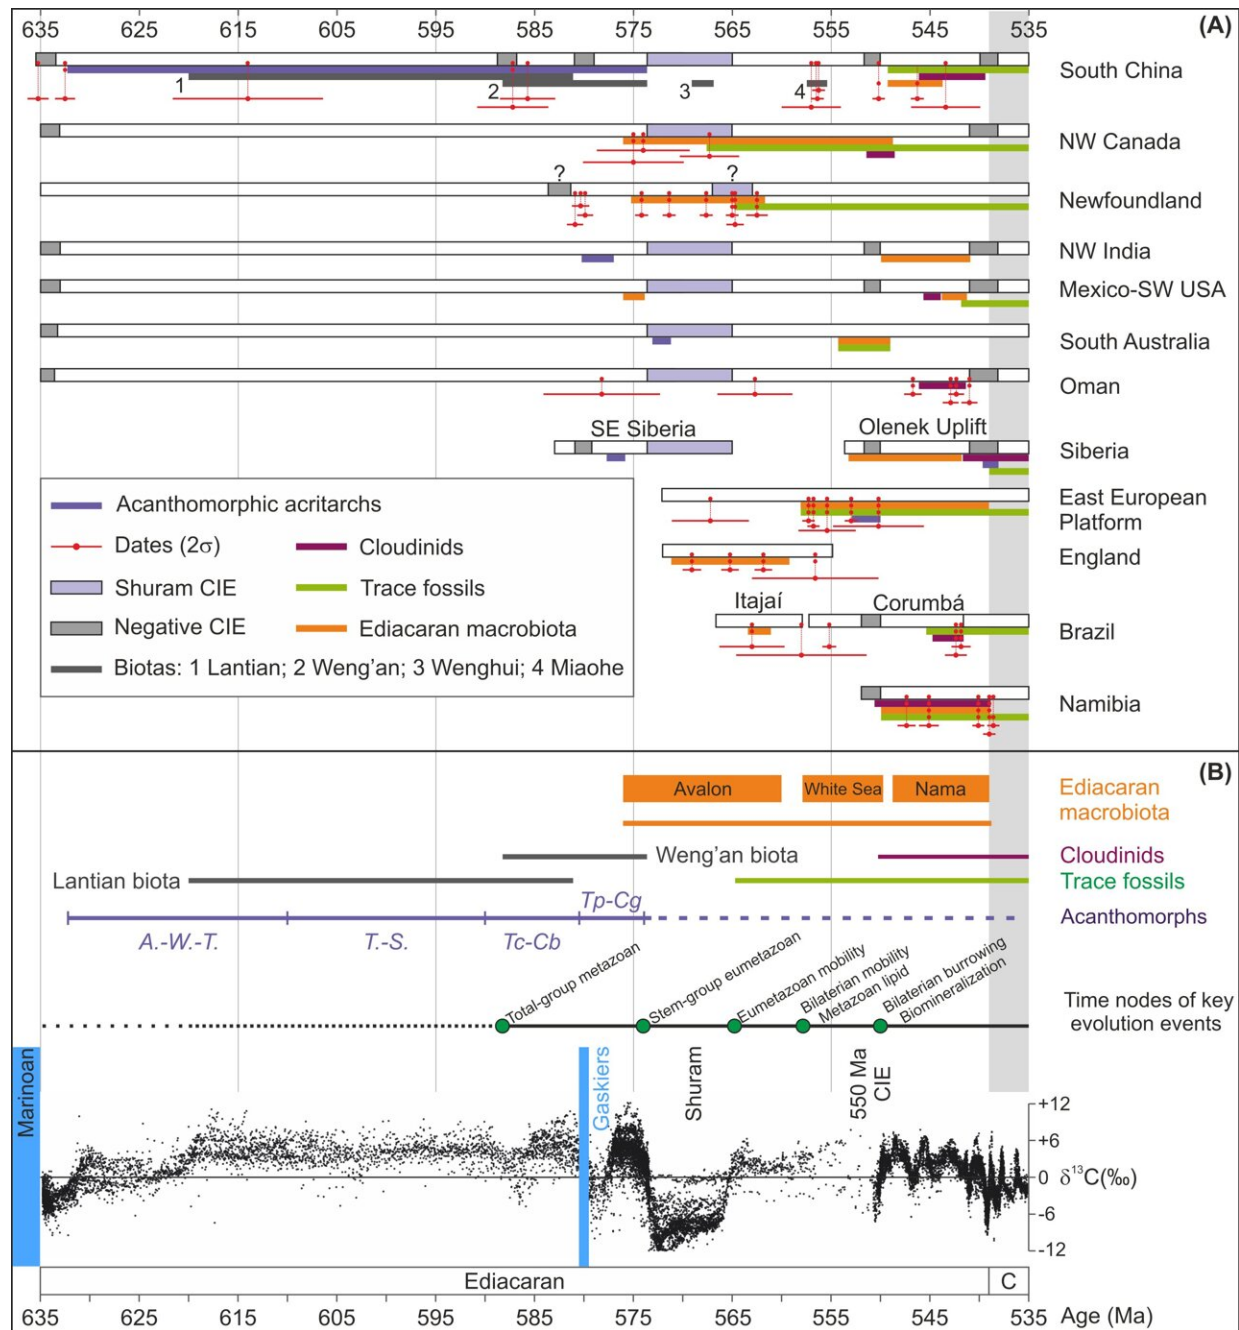 635 625 615 605 595 585 575 565 555 545 535 (A)
1 2 3 4 South China
NW Canada
? ?
Newfoundland
NW India
Mexico-SW USA
South Australia
Oman
SE Siberia Olenek Uplift
Siberia
East European
Platform
England
Itajaí Corumbá
Brazil
Namibia
Acanthomorphic acritarchs
Dates (2σ) Cloudinids
Shuram CIE Trace fossils
Negative CIE Ediacaran macrobiota
Biotas: 1 Lantian; 2 Weng'an; 3 Wenghui; 4 Miaohe
(B)
Avalon White Sea Nama Ediacaran
macrobiota
Weng'an biota Cloudinids
Lantian biota Trace fossils
Tp-Cg Acanthomorphs
A.-W.-T. T.-S. Tc-Cb
Total-group metazoan
Stem-group eumetazoan
Eumetazoan mobility
Bilaterian mobility
Metazoan lipid
Bilaterian burrowing
Biomineralization
Time nodes of key
evolution events
Marinoan
Gaskiers
Shuram
550 Ma
CIE
+12
+6
0 δ13C(‰)
-6
-12
Ediacaran C
635 625 615 605 595 585 575 565 555 545 535 Age (Ma)